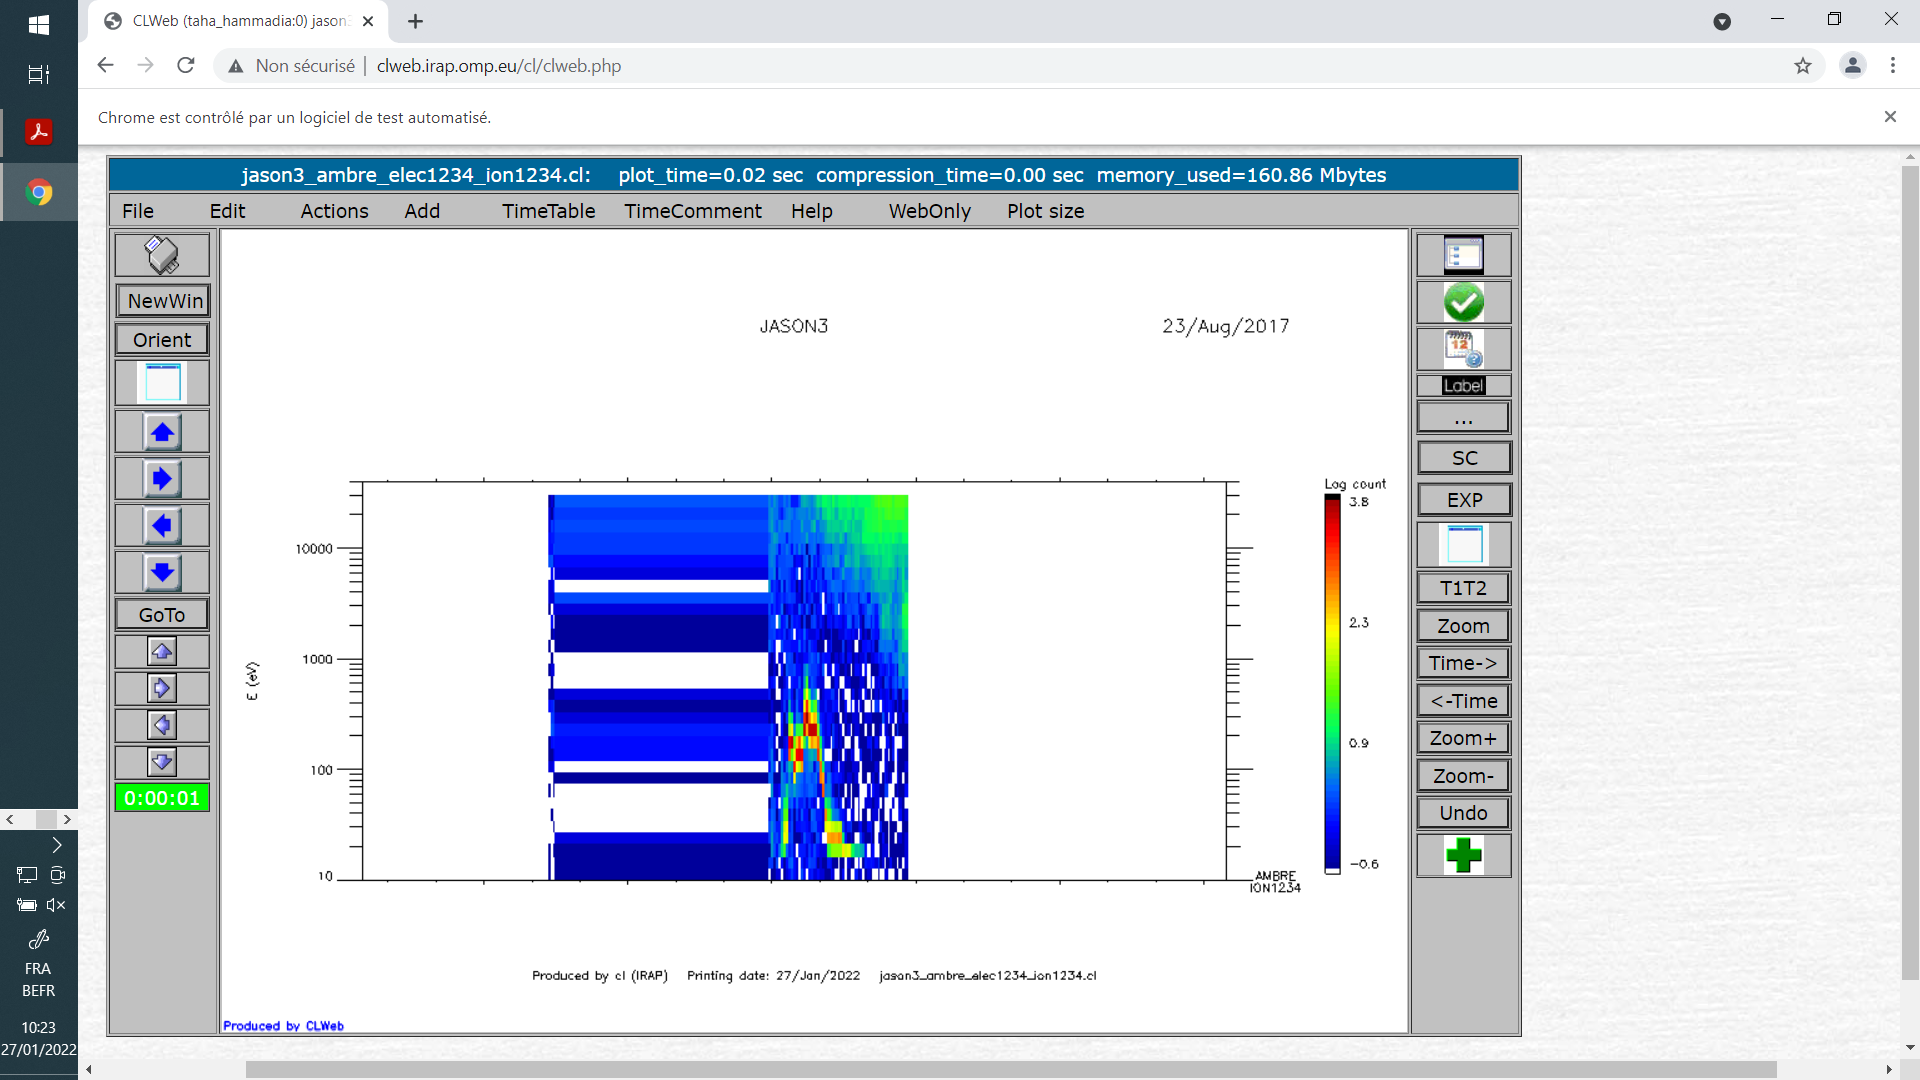 CLWeb (taha_hammadia:0) jason3
Non sécurisé | clweb.irap.omp.eu/cl/clweb.php
Chrome est contrôlé par un logiciel de test automatisé.
jason3_ambre_elec1234_ion1234.cl: plot_time=0.02 sec compression_time=0.00 sec memory_used=160.86 Mbytes
File Edit Actions Add TimeTable TimeComment Help WebOnly Plot size
NewWin
Orient
GoTo
0:00:01
JASON3 23/Aug/2017
Log count
3.8
2.3
0.9
-0.6
10000
1000
100
10
E (eV)
AMBRE
ION1234
Produced by cl (IRAP) Printing date: 27/Jan/2022 jason3_ambre_elec1234_ion1234.cl
Produced by CLWeb
12
Label
...
SC
EXP
T1T2
Zoom
Time->
<-Time
Zoom+
Zoom-
Undo
FRA
BEFR
10:23
27/01/2022